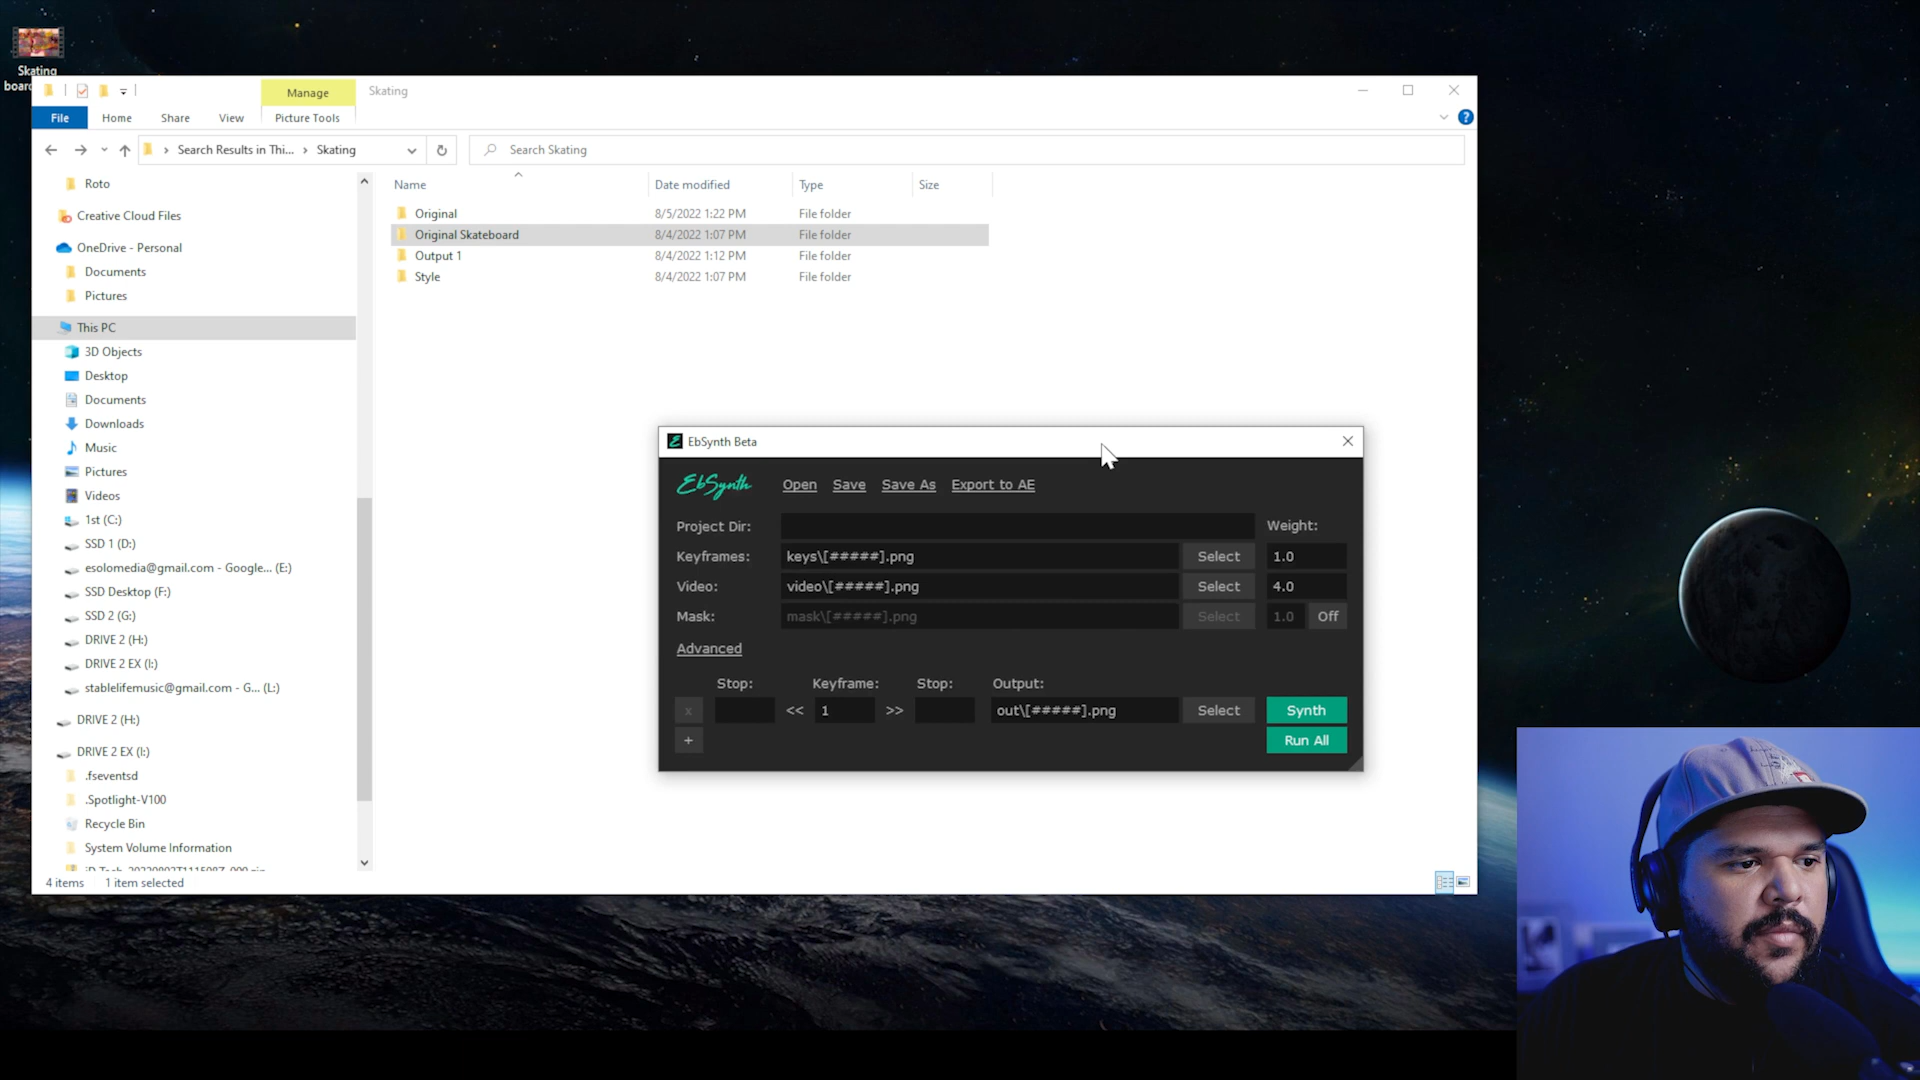 Skating
boar
Manage
Skating
File
Home
Share
View
Picture Tools
Search Results in Thi...
Skating
Search Skating
Name
Date modified
Type
Size
Original
8/5/2022 1:22 PM
File folder
Original Skateboard
8/4/2022 1:07 PM
File folder
Output 1
8/4/2022 1:12 PM
File folder
Style
8/4/2022 1:07 PM
File folder
Roto
Creative Cloud Files
OneDrive - Personal
Documents
Pictures
This PC
3D Objects
Desktop
Documents
Downloads
Music
Pictures
Videos
1st (C:)
SSD 1 (D:)
esolomedia@gmail.com - Google... (E:)
SSD Desktop (F:)
SSD 2 (G:)
DRIVE 2 (H:)
DRIVE 2 EX (I:)
stablelifemusic@gmail.com - G... (L:)
DRIVE 2 (H:)
DRIVE 2 EX (I:)
.fseventsd
.Spotlight-V100
Recycle Bin
System Volume Information
4 items
1 item selected
EbSynth Beta
EbSynth
Open
Save
Save As
Export to AE
Project Dir:
Weight:
Keyframes:
keys\[#####].png
Select
1.0
Video:
video\[#####].png
Select
4.0
Mask:
mask\[#####].png
Select
1.0
Off
Advanced
Stop:
Keyframe:
Stop:
Output:
x
<<
1
>>
out\[#####].png
Select
Synth
+
Run All